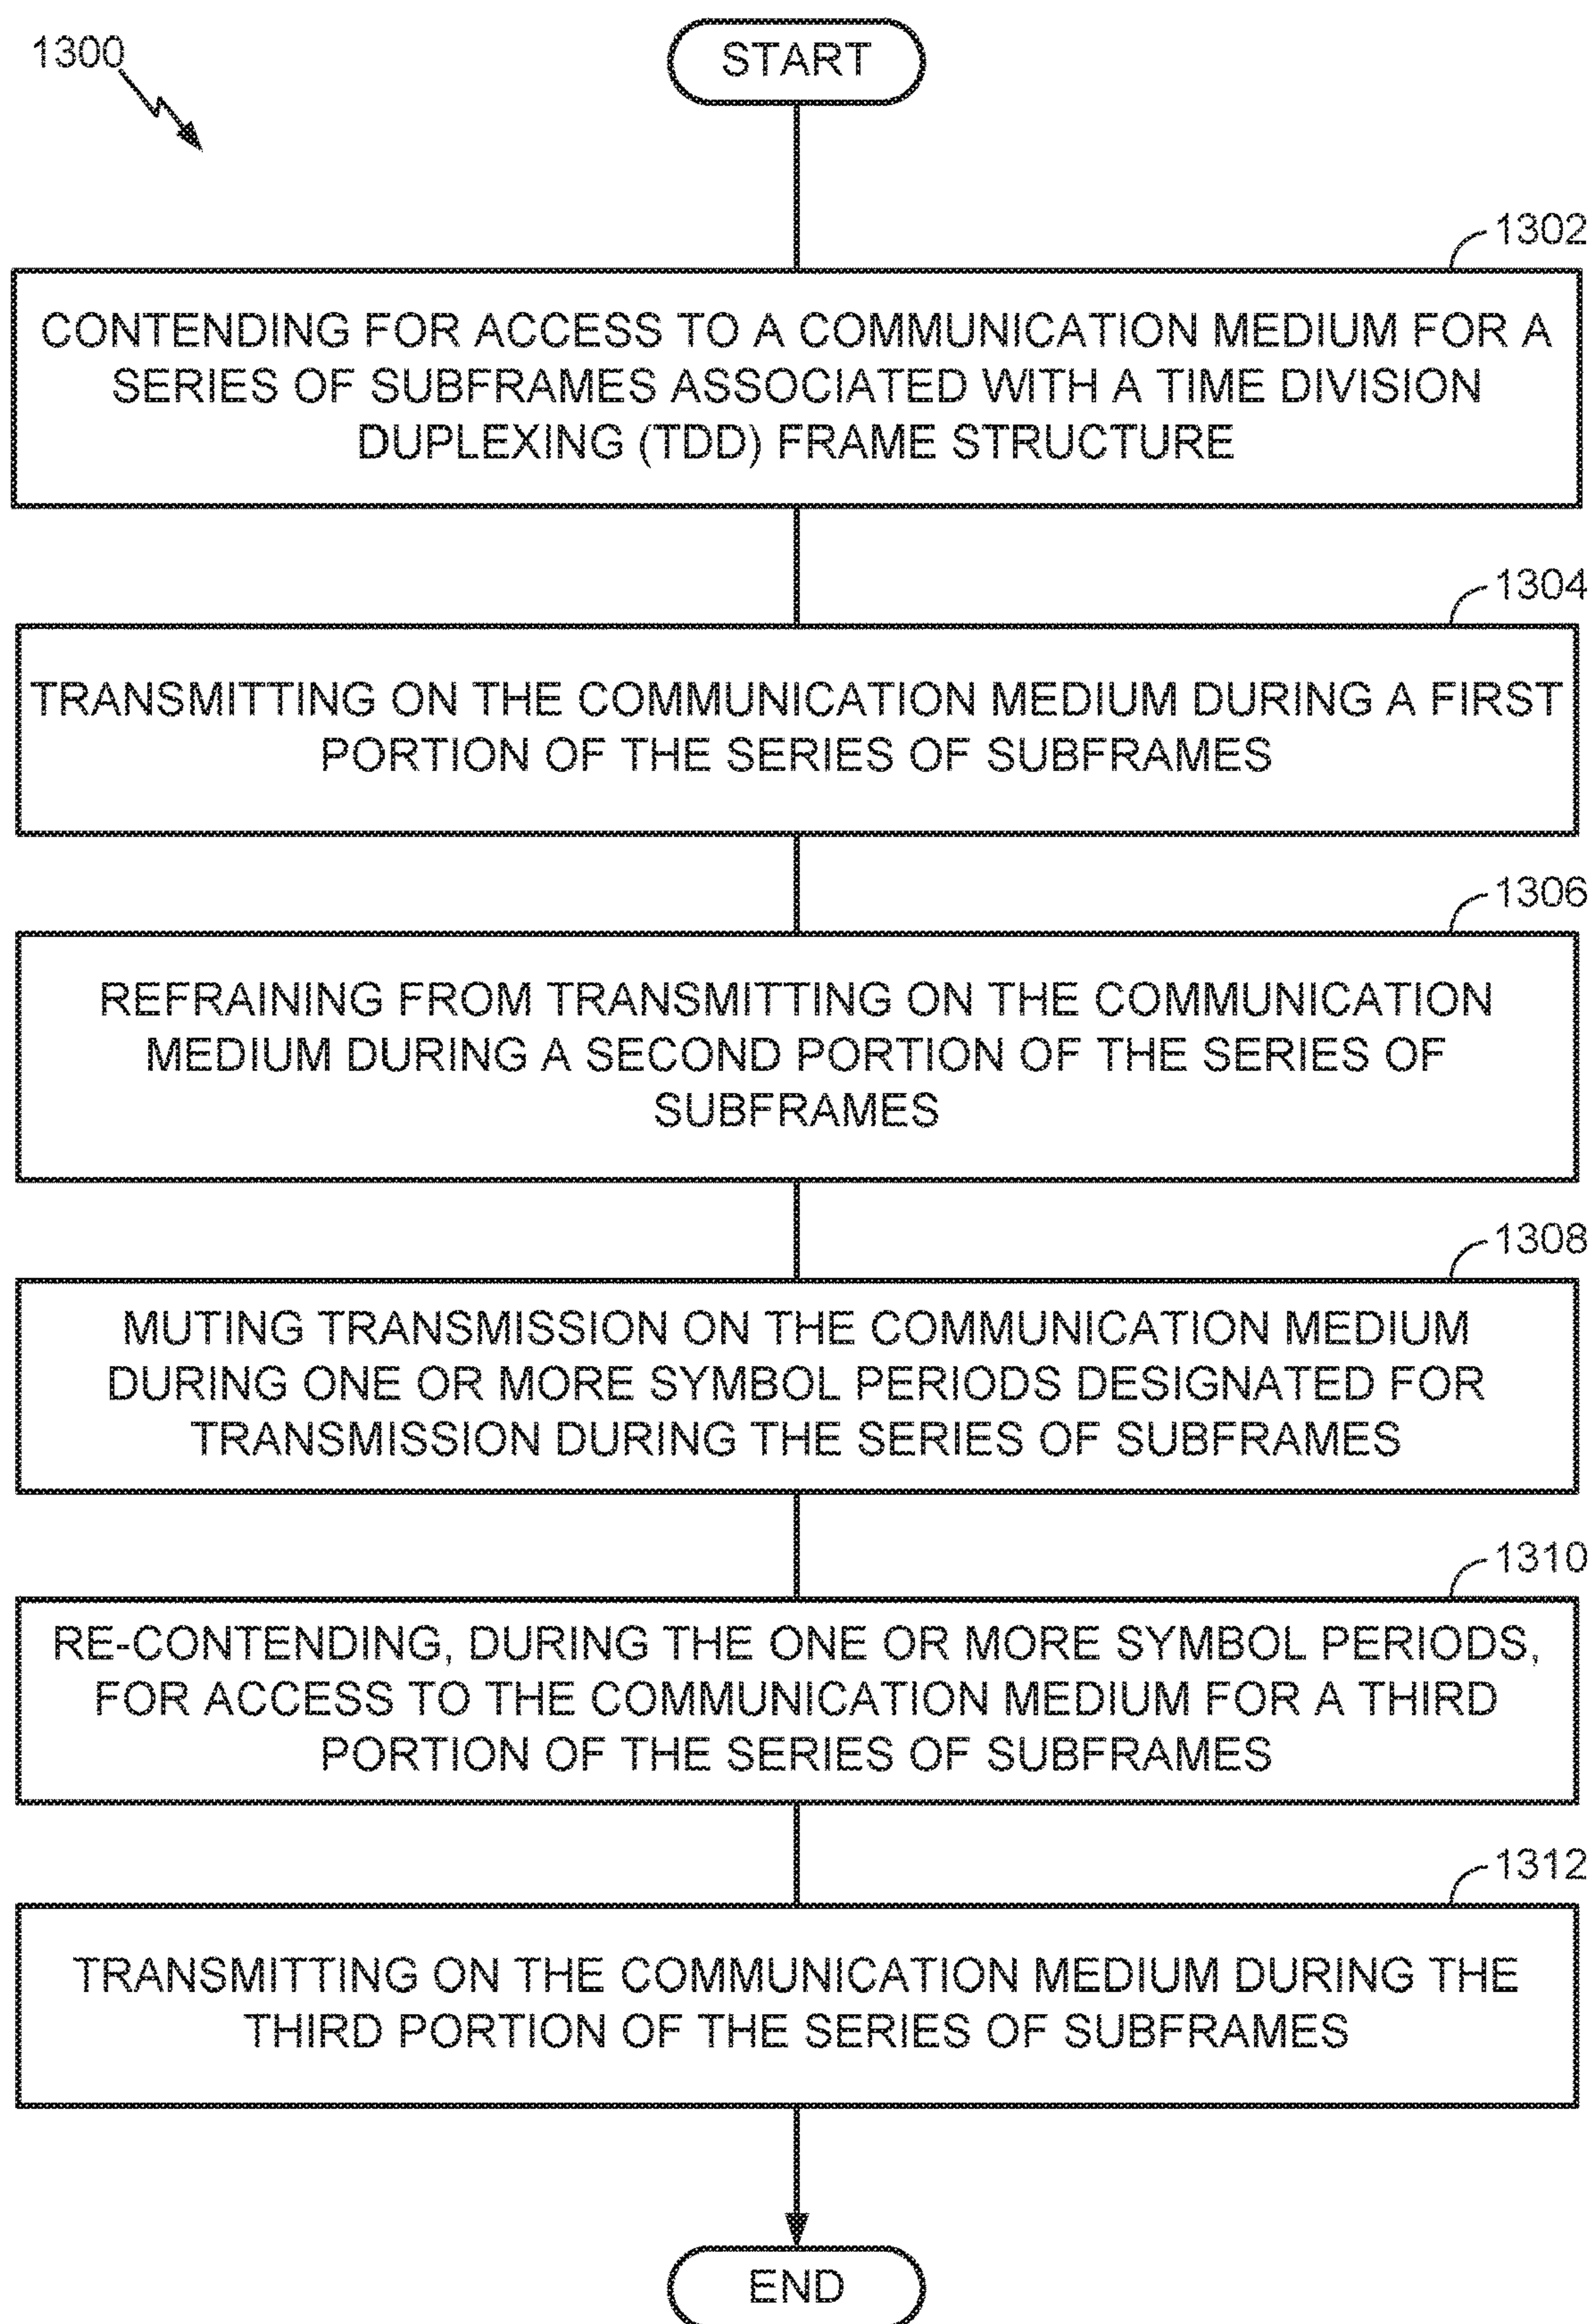 1300
START
1302
CONTENDING FOR ACCESS TO A COMMUNICATION MEDIUM FOR A
SERIES OF SUBFRAMES ASSOCIATED WITH A TIME DIVISION
DUPLEXING (TDD) FRAME STRUCTURE
1304
TRANSMITTING ON THE COMMUNICATION MEDIUM DURING A FIRST
PORTION OF THE SERIES OF SUBFRAMES
1306
REFRAINING FROM TRANSMITTING ON THE COMMUNICATION
MEDIUM DURING A SECOND PORTION OF THE SERIES OF
SUBFRAMES
1308
MUTING TRANSMISSION ON THE COMMUNICATION MEDIUM
DURING ONE OR MORE SYMBOL PERIODS DESIGNATED FOR
TRANSMISSION DURING THE SERIES OF SUBFRAMES
1310
RE-CONTENDING, DURING THE ONE OR MORE SYMBOL PERIODS,
FOR ACCESS TO THE COMMUNICATION MEDIUM FOR A THIRD
PORTION OF THE SERIES OF SUBFRAMES
1312
TRANSMITTING ON THE COMMUNICATION MEDIUM DURING THE
THIRD PORTION OF THE SERIES OF SUBFRAMES
END